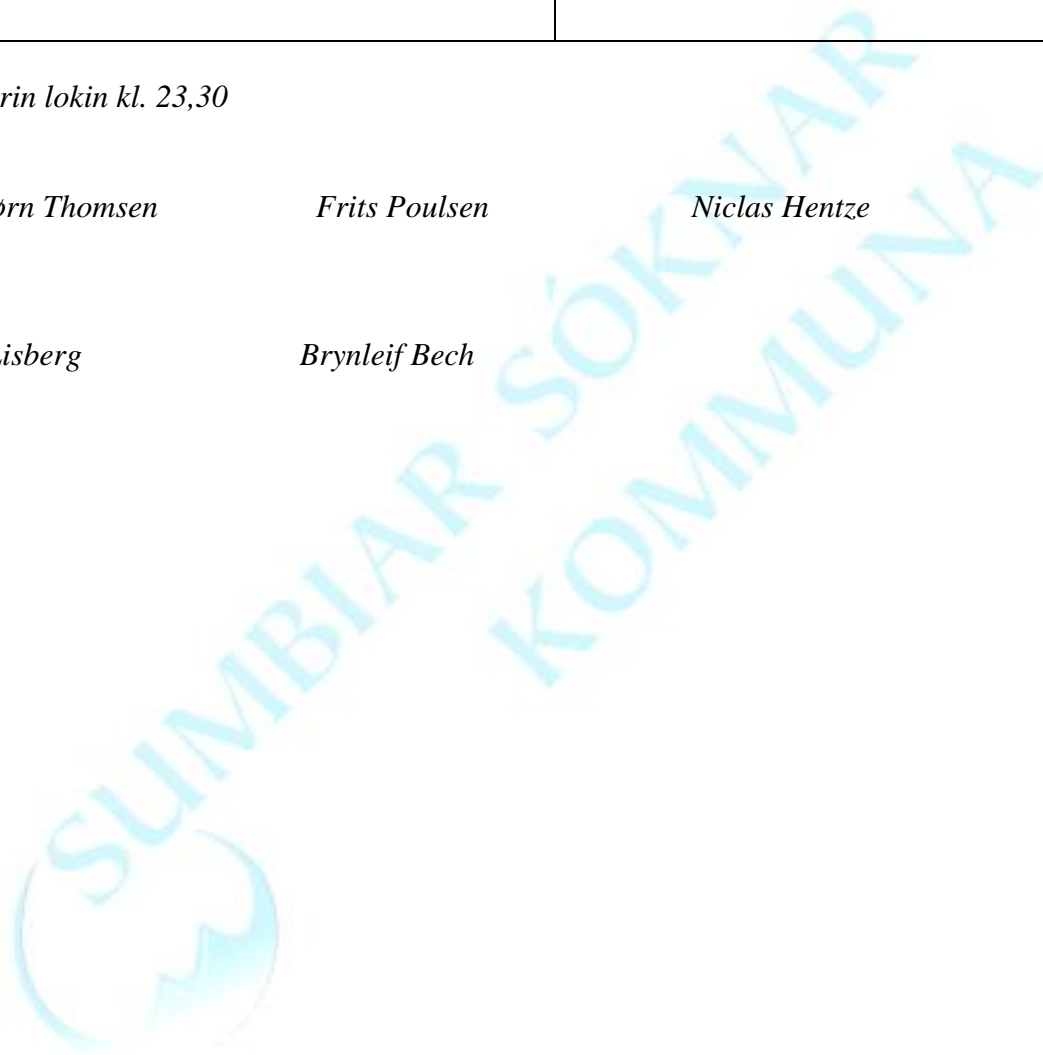 rin lokin kl. 23,30
ørn Thomsen Frits Poulsen Niclas Hentze
isberg Brynleif Bech
SUMBIAR SÓKNAR
KOMMUNA